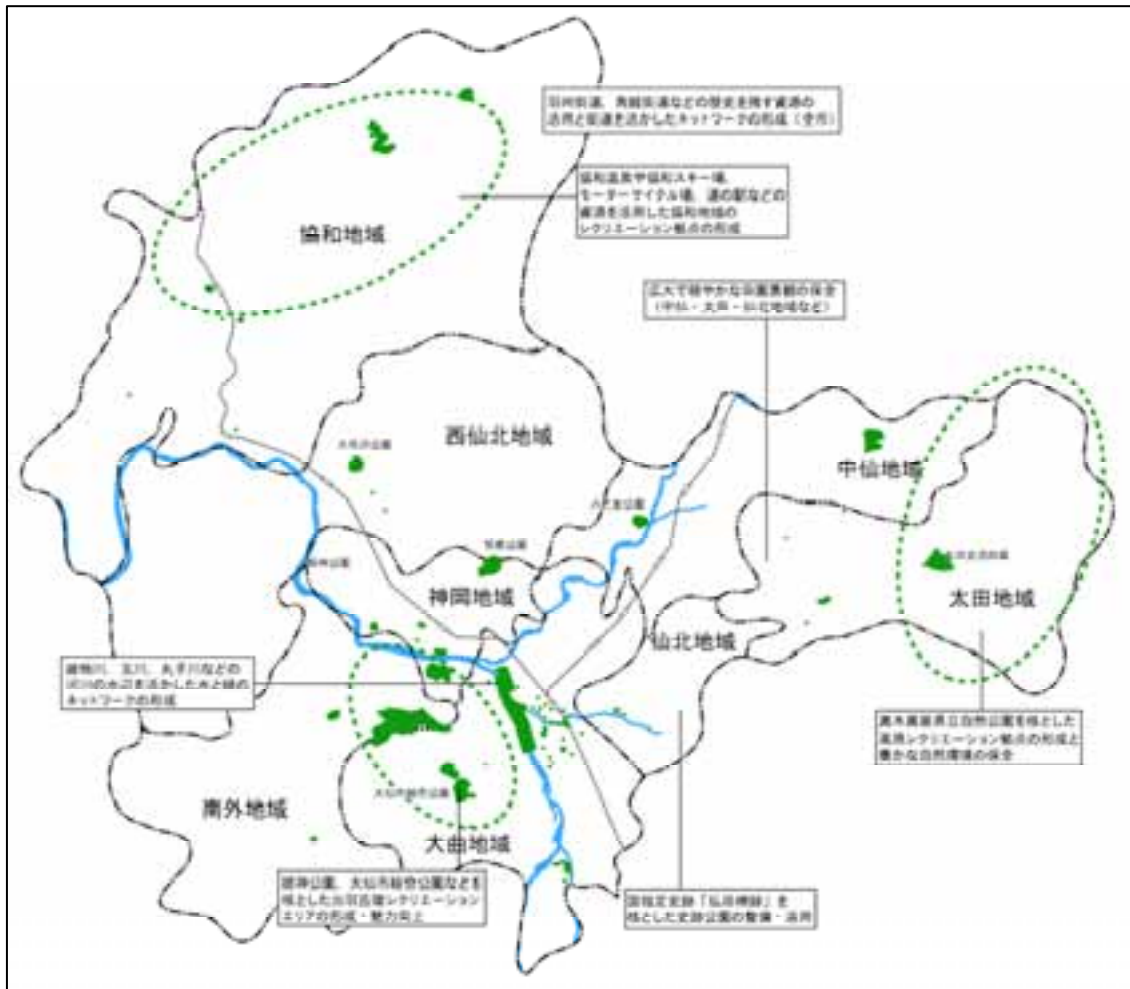 羽州街道、角館街道などの歴史を残す資源の
活用と街道を活かしたネットワークの形成（全市）
協和温泉や協和スキー場、
モーターサイクル場、道の駅などの
資源を活用した協和地域の
レクリエーション拠点の形成
協和地域
広大で穏やかな田園景観の保全
（中仙・太田・仙北地域など）
西仙北地域
中仙地域
八乙女公園
神岡地域
仙北地域
太田地域
雄物川、玉川、丸子川などの
河川の水辺を活かした水と緑の
ネットワークの形成
真木真昼県立自然公園を核とした
高原レクリエーション拠点の形成と
豊かな自然環境の保全
大仙市総合公園
南外地域
大曲地域
公園、大仙市総合公園などを
核とした出羽丘陵レクリエーション
エリアの形成・魅力向上
国指定史跡「払田柵跡」を
核とした史跡公園の整備・活用